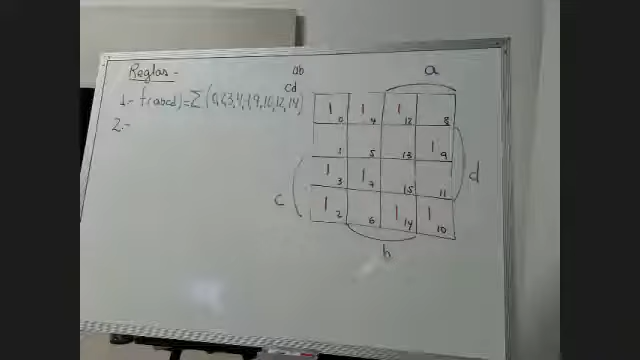 Reglas -
ab
cd
1.- f(abcd) = Σ (0,2,3,4,7,9,10,12,14)
2.-
a
1 0 1 4 1 12 8
1 5 13 1 9
1 3 1 7 15 11
1 2 6 1 14 1 10
c
d
b